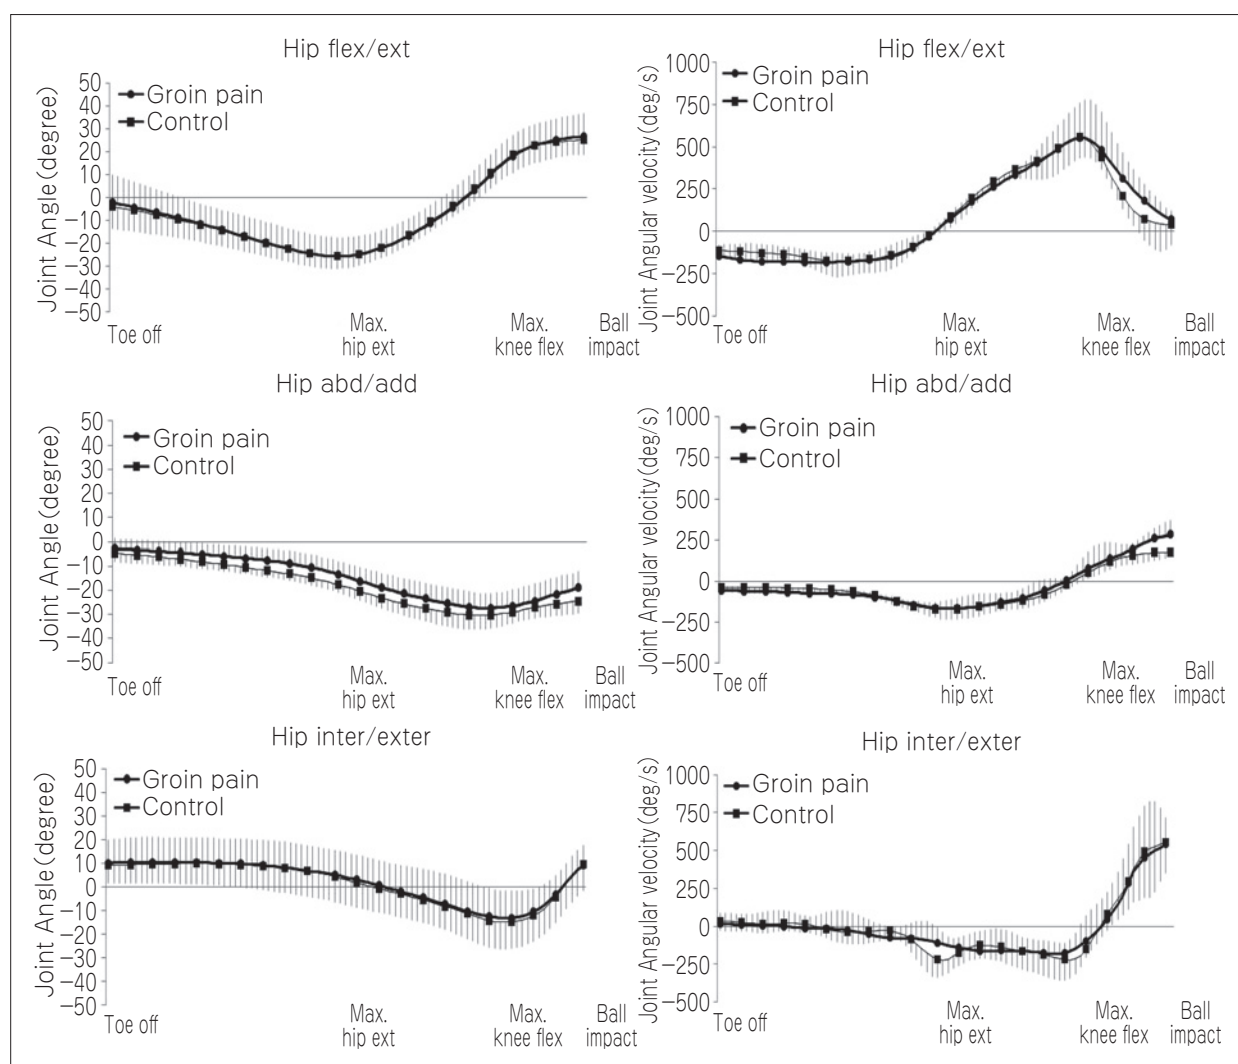 Hip flex/ext
Joint Angle(degree)
50
40
30
20
10
0
−10
−20
−30
−40
−50
Groin pain
Control
Toe off
Max.
hip ext
Max.
knee flex
Ball
impact
Hip flex/ext
Joint Angular velocity(deg/s)
1000
750
500
250
0
−250
−500
Groin pain
Control
Toe off
Max.
hip ext
Max.
knee flex
Ball
impact
Hip abd/add
Joint Angle(degree)
50
40
30
20
10
0
−10
−20
−30
−40
−50
Groin pain
Control
Toe off
Max.
hip ext
Max.
knee flex
Ball
impact
Hip abd/add
Joint Angular velocity(deg/s)
1000
750
500
250
0
−250
−500
Groin pain
Control
Toe off
Max.
hip ext
Max.
knee flex
Ball
impact
Hip inter/exter
Joint Angle(degree)
50
40
30
20
10
0
−10
−20
−30
−40
−50
Groin pain
Control
Toe off
Max.
hip ext
Max.
knee flex
Ball
impact
Hip inter/exter
Joint Angular velocity(deg/s)
1000
750
500
250
0
−250
−500
Groin pain
Control
Toe off
Max.
hip ext
Max.
knee flex
Ball
impact